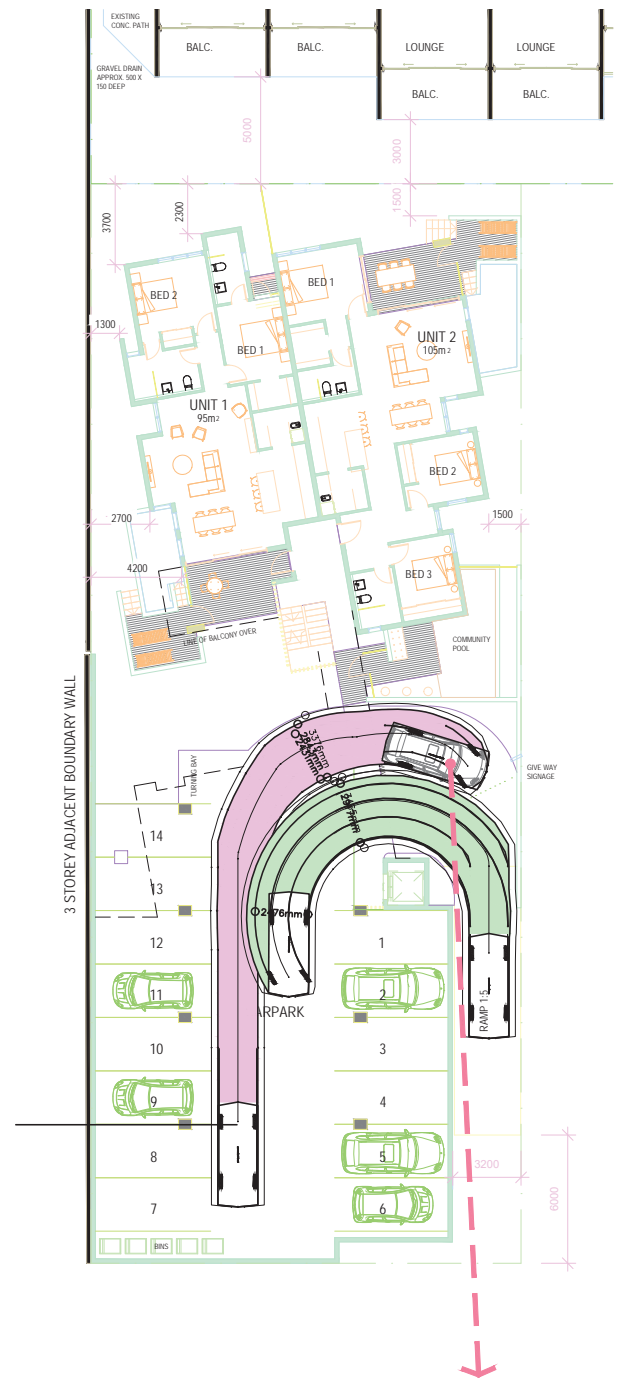 EXISTING
CONC. PATH
BALC.
BALC.
LOUNGE
LOUNGE
GRAVEL DRAIN
APPROX. 500 X
150 DEEP
BALC.
BALC.
5000
3000
1500
3700
2300
BED 2
BED 1
1300
BED 1
UNIT 2
105m2
UNIT 1
95m2
BED 2
2700
1500
4200
BED 3
LINE OF BALCONY OVER
COMMUNITY
POOL
3 STOREY ADJACENT BOUNDARY WALL
TURNING BAY
3376mm
GIVE WAY
SIGNAGE
14
13
2476mm
12
1
11
2
ARPARK
RAMP 1:5
10
3
9
4
8
5
3200
6000
7
6
BINS